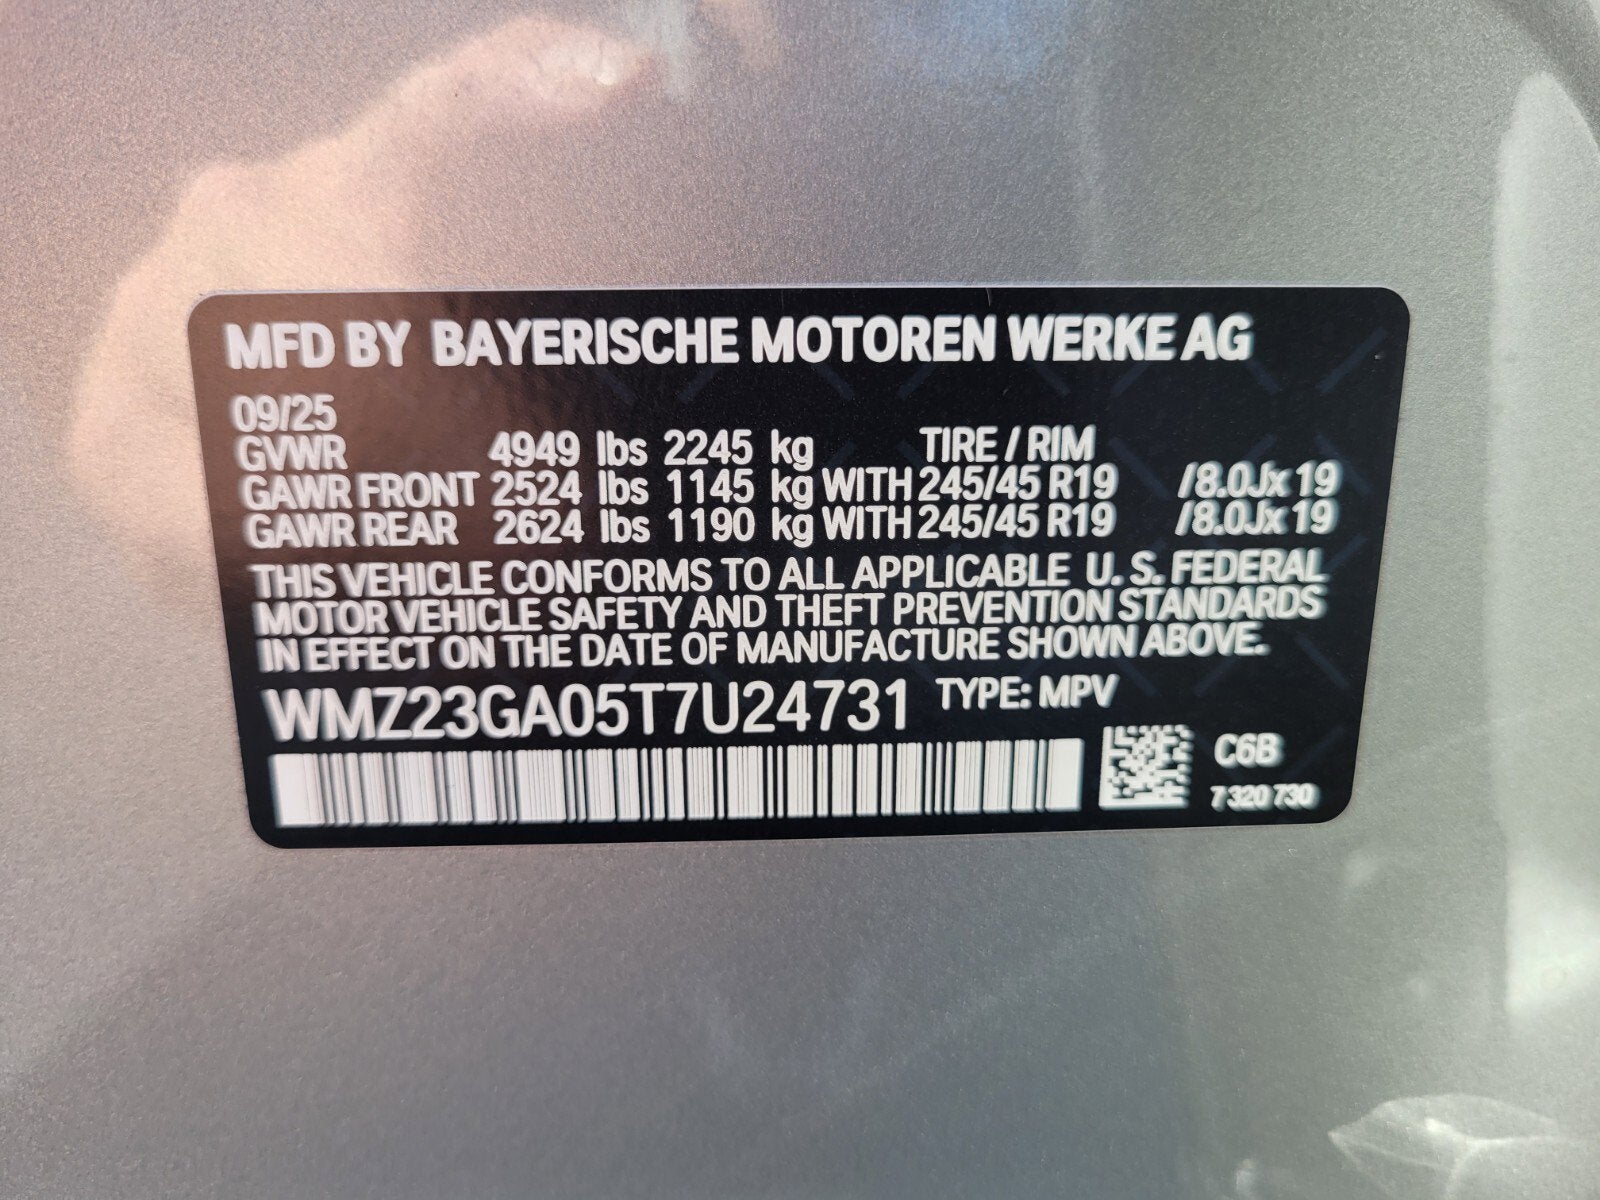 MFD BY BAYERISCHE MOTOREN WERKE AG
09/25
GVWR 4949 lbs 2245 kg TIRE / RIM
GAWR FRONT 2524 lbs 1145 kg WITH 245/45 R19 /8.0Jx19
GAWR REAR 2624 lbs 1190 kg WITH 245/45 R19 /8.0Jx19
THIS VEHICLE CONFORMS TO ALL APPLICABLE U. S. FEDERAL
MOTOR VEHICLE SAFETY AND THEFT PREVENTION STANDARDS
IN EFFECT ON THE DATE OF MANUFACTURE SHOWN ABOVE.
WMZ23GA05T7U24731 TYPE: MPV
C6B
7 320 730